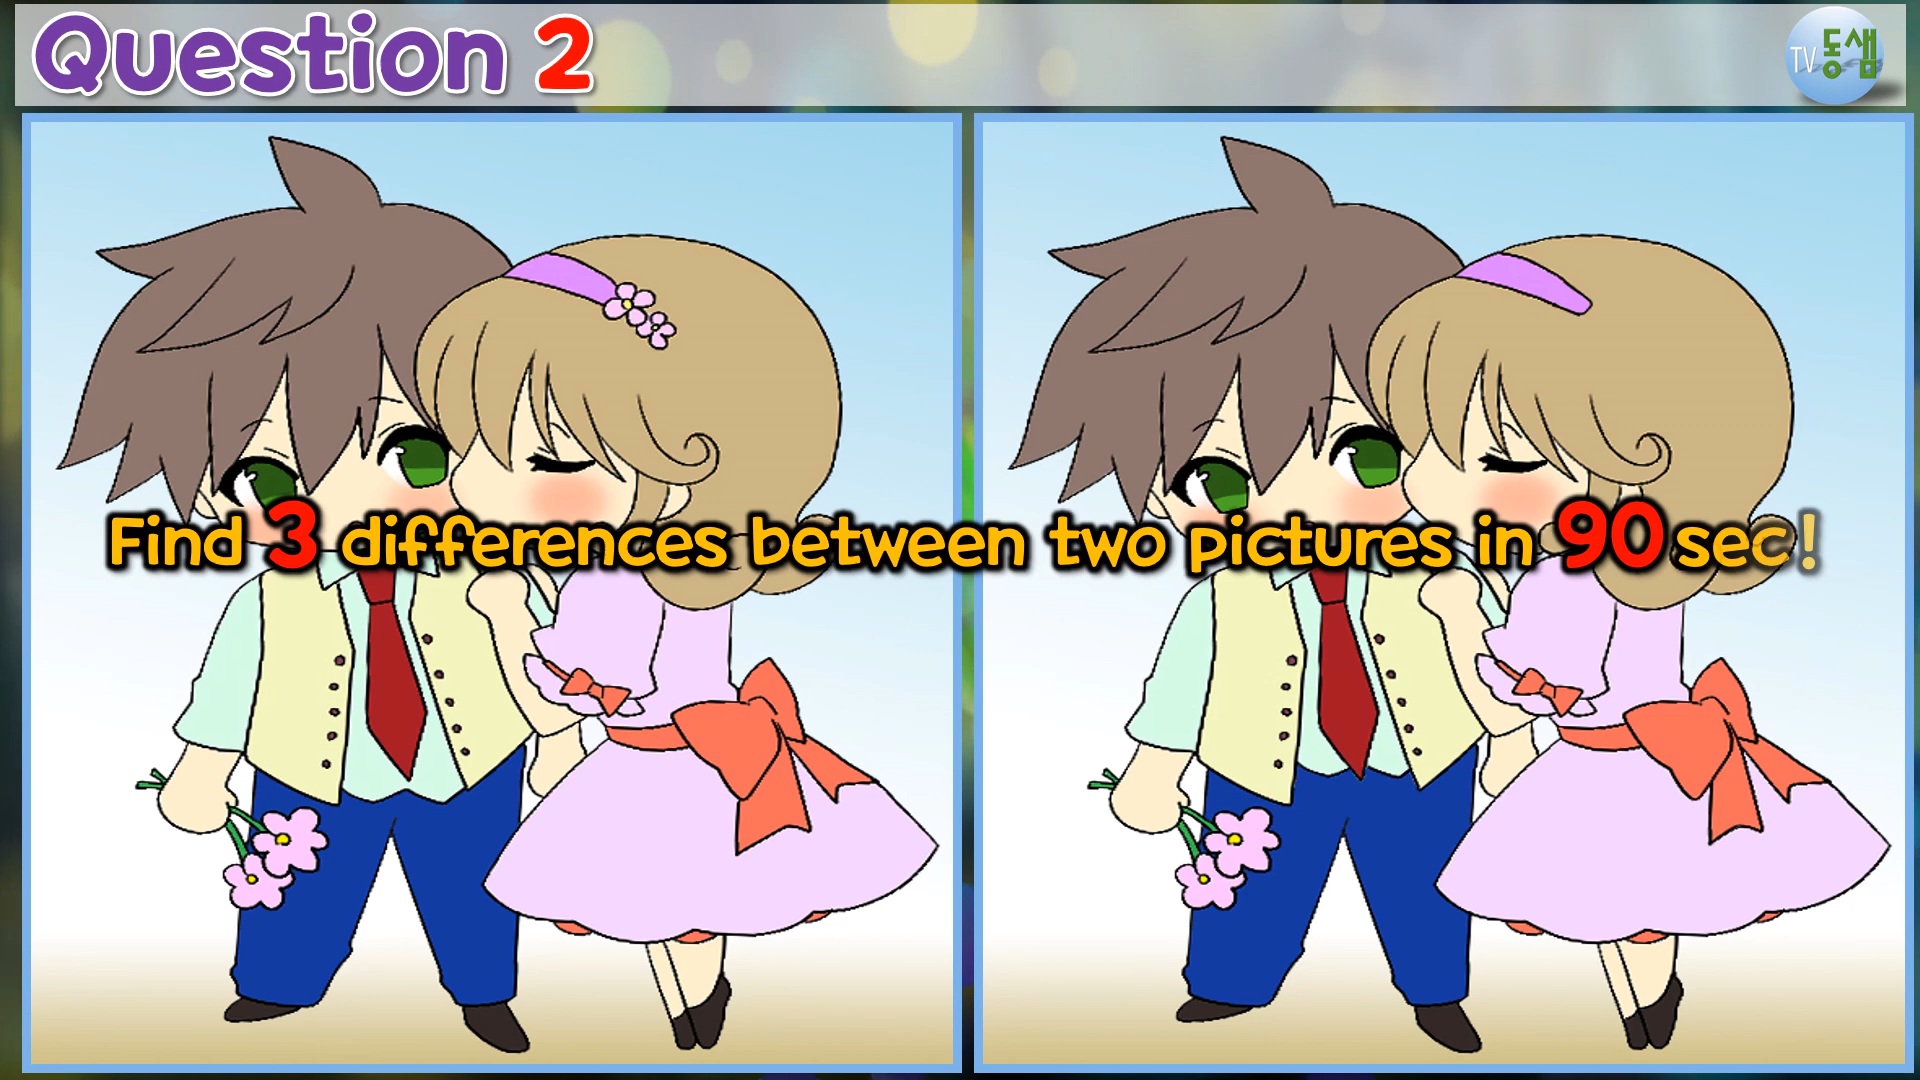 Question 2
TV동샘
Find 3 differences between two pictures in 90 sec!